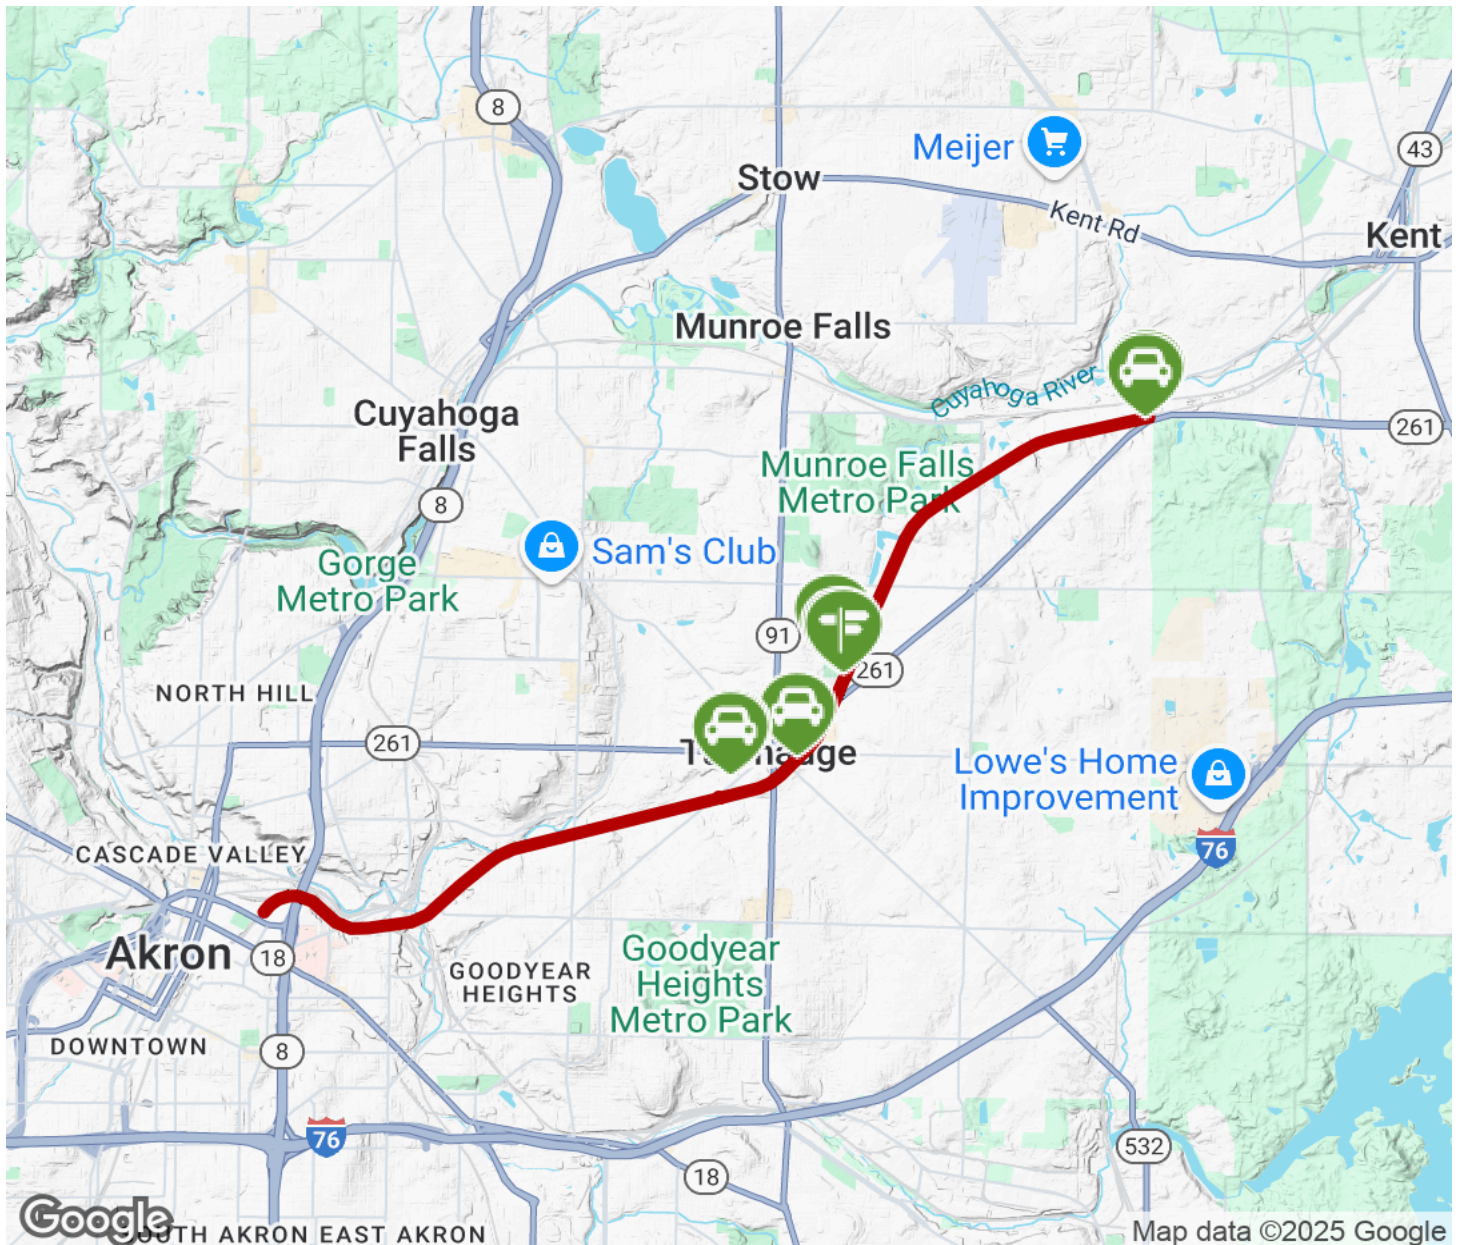 8
Meijer
43
Stow
Kent Rd
Kent
Munroe Falls
Cuyahoga River
Cuyahoga
Falls
261
Munroe Falls
Metro Park
8
Sam's Club
Gorge
Metro Park
91
261
NORTH HILL
261
Lowe's Home
Improvement
76
CASCADE VALLEY
Akron
18
GOODYEAR
HEIGHTS
Goodyear
Heights
Metro Park
DOWNTOWN
8
76
532
18
Google
SOUTH AKRON
EAST AKRON
Map data ©2025 Google